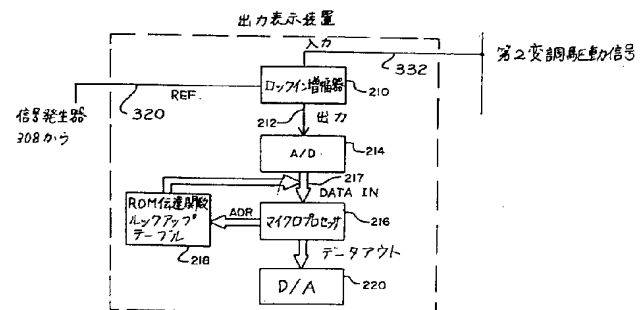 出力表示装置
入力
332
第2変調駆動信号
ロックイン増幅器
210
REF.
320
信号発生器
308から
212
出力
A/D
214
217
DATA IN
ROM伝達関数
ルックアップ
テーブル
218
ADR
マイクロプロセッサ
216
データアウト
D/A
220